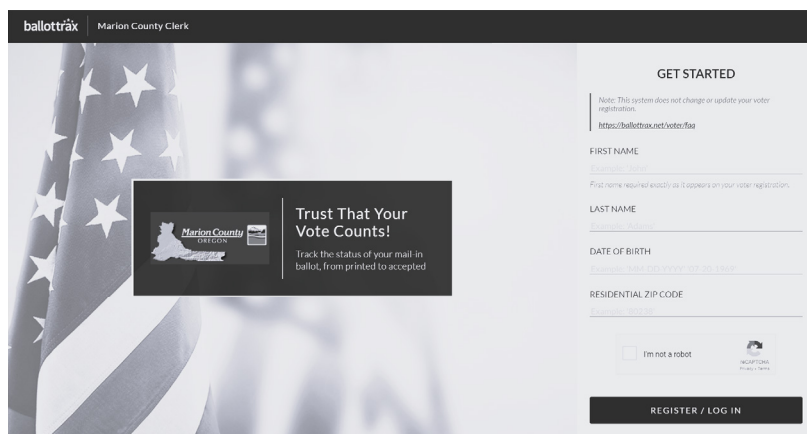 ballottrax
Marion County Clerk
Marion County
OREGON
Trust That Your
Vote Counts!
Track the status of your mail-in
ballot, from printed to accepted
GET STARTED
Note: This system does not change or update your voter
registration.
https://ballottrax.net/voter/faq
FIRST NAME
First name required exactly as it appears on your voter registration.
LAST NAME
DATE OF BIRTH
RESIDENTIAL ZIP CODE
I'm not a robot
reCAPTCHA
Privacy - Terms
REGISTER / LOG IN